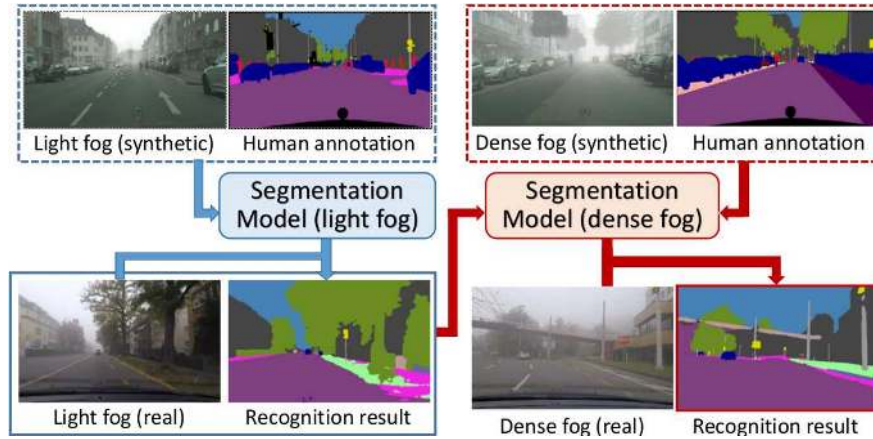 Light fog (synthetic)
Human annotation
Dense fog (synthetic)
Human annotation
Segmentation
Model (light fog)
Segmentation
Model (dense fog)
Light fog (real)
Recognition result
Dense fog (real)
Recognition result